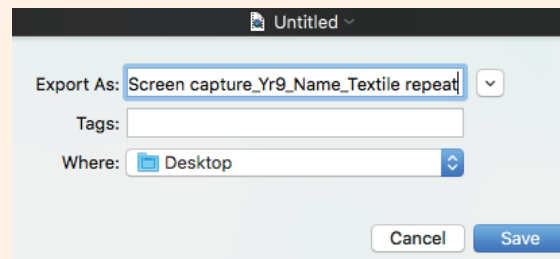 Untitled
Export As: Screen capture_Yr9_Name_Textile repeat
Tags:
Where: Desktop
Cancel Save